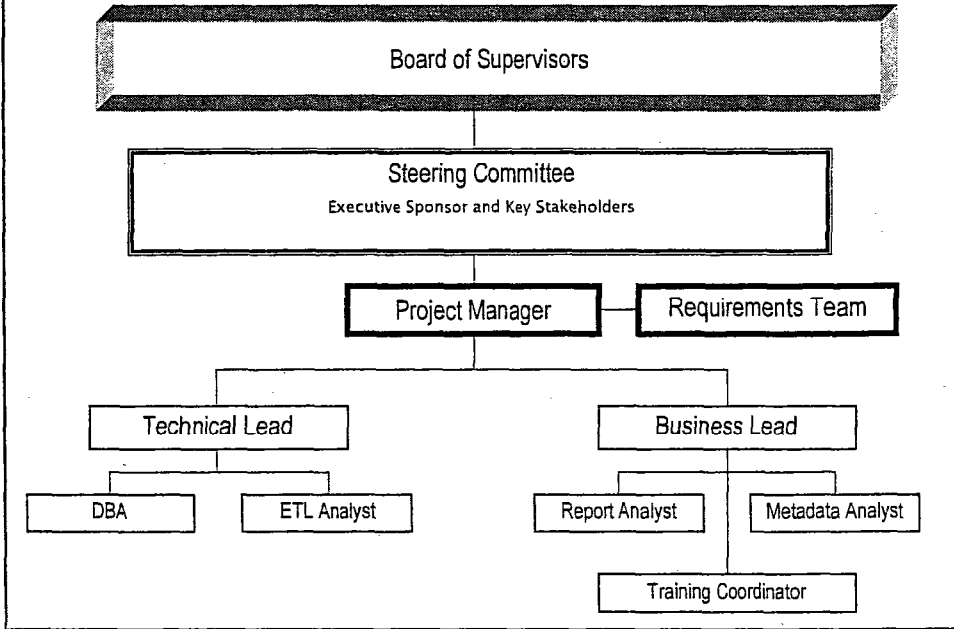 Board of Supervisors
Steering Committee
Executive Sponsor and Key Stakeholders
Project Manager
Requirements Team
Technical Lead
Business Lead
DBA
ETL Analyst
Report Analyst
Metadata Analyst
Training Coordinator